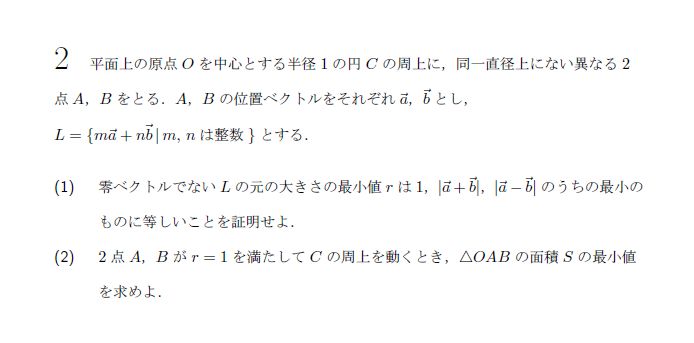 2 平面上の原点 O を中心とする半径 1 の円 C の周上に，同一直径上にない異なる 2
点 A，B をとる．A，B の位置ベクトルをそれぞれ \vec{a}，\vec{b} とし，
L = {m\vec{a} + n\vec{b} | m, n は整数 } とする．
(1) 零ベクトルでない L の元の大きさの最小値 r は 1，|\vec{a} + \vec{b}|，|\vec{a} − \vec{b}| のうちの最小の
ものに等しいことを証明せよ．
(2) 2 点 A，B が r = 1 を満たして C の周上を動くとき，△OAB の面積 S の最小値
を求めよ．